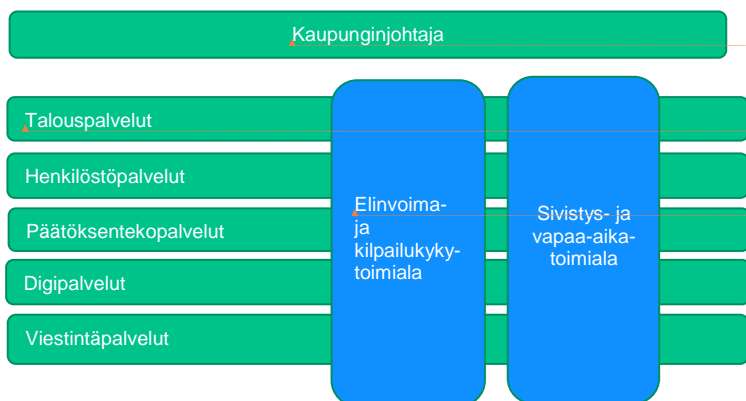 Kaupunginjohtaja
Talouspalvelut
Henkilöstöpalvelut
Päätöksentekopalvelut
Digipalvelut
Viestintäpalvelut
Elinvoima-
ja
kilpailukyky-
toimiala
Sivistys- ja
vapaa-aika-
toimiala